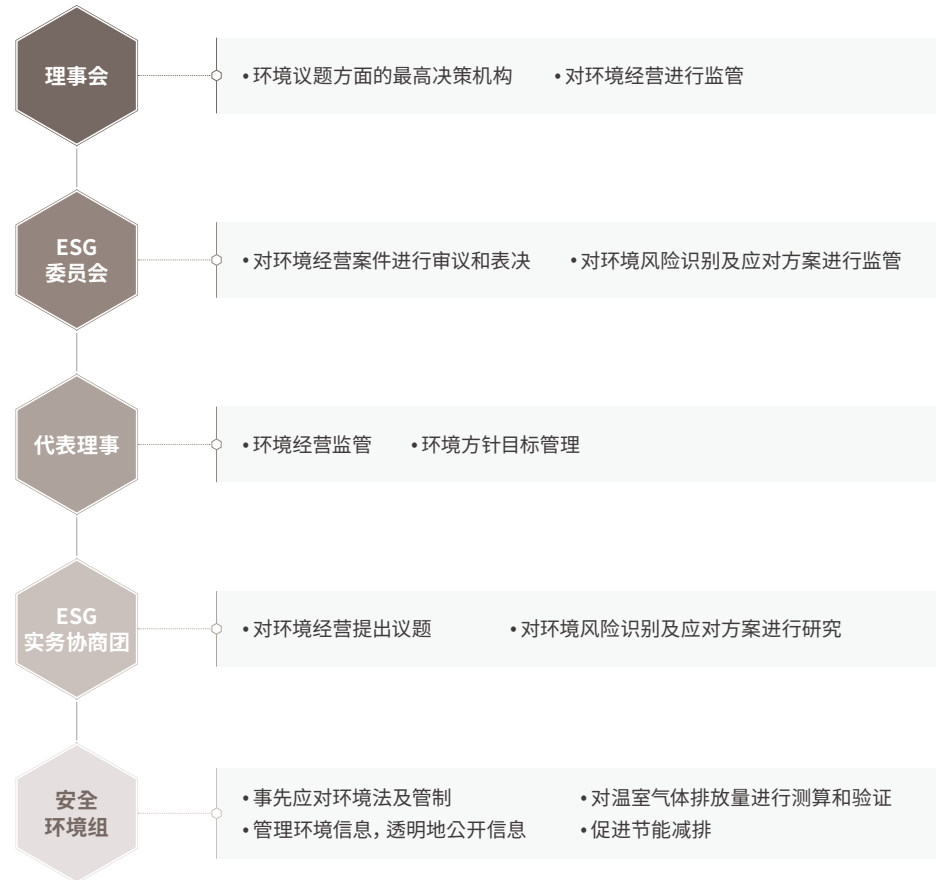 理事会
• 环境议题方面的最高决策机构 • 对环境经营进行监管
ESG
委员会
• 对环境经营案件进行审议和表决 • 对环境风险识别及应对方案进行监管
代表理事
• 环境经营监管 • 环境方针目标管理
ESG
实务协商团
• 对环境经营提出议题 • 对环境风险识别及应对方案进行研究
安全
环境组
• 事先应对环境法及管制 • 对温室气体排放量进行测算和验证
• 管理环境信息, 透明地公开信息 • 促进节能减排